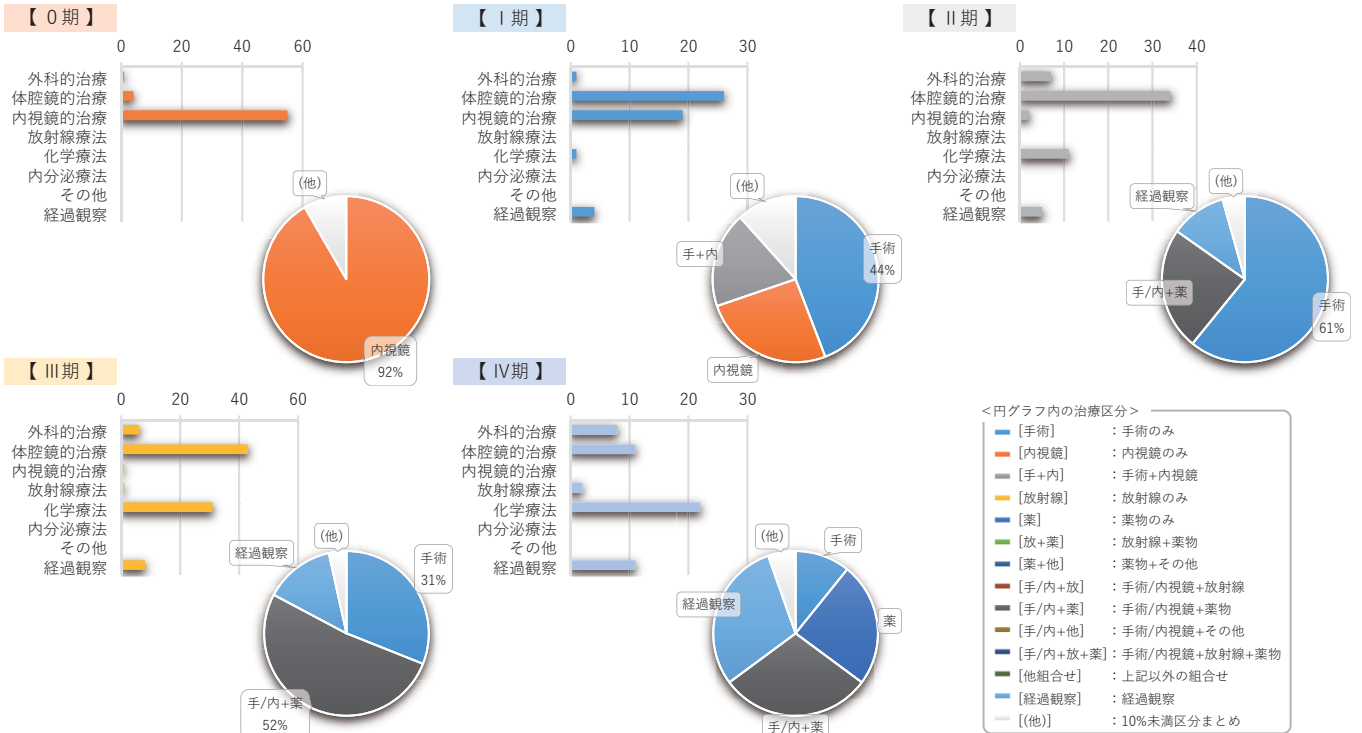 【 0期 】
0 20 40 60
外科的治療
体腔鏡的治療
内視鏡的治療
放射線療法
化学療法
内分泌療法
その他
経過観察
(他)
内視鏡
92%
【 I期 】
0 10 20 30
外科的治療
体腔鏡的治療
内視鏡的治療
放射線療法
化学療法
内分泌療法
その他
経過観察
(他)
手+内
手術
44%
内視鏡
【 II期 】
0 10 20 30 40
外科的治療
体腔鏡的治療
内視鏡的治療
放射線療法
化学療法
内分泌療法
その他
経過観察
(他)
経過観察
手/内+薬
手術
61%
【 III期 】
0 20 40 60
外科的治療
体腔鏡的治療
内視鏡的治療
放射線療法
化学療法
内分泌療法
その他
経過観察
(他)
経過観察
手術
31%
手/内+薬
52%
【 IV期 】
0 10 20 30
外科的治療
体腔鏡的治療
内視鏡的治療
放射線療法
化学療法
内分泌療法
その他
経過観察
(他)
手術
経過観察
薬
手/内+薬
<円グラフ内の治療区分>
[手術] :手術のみ
[内視鏡] :内視鏡のみ
[手+内] :手術+内視鏡
[放射線] :放射線のみ
[薬] :薬物のみ
[放+薬] :放射線+薬物
[薬+他] :薬物+その他
[手/内+放] :手術/内視鏡+放射線
[手/内+薬] :手術/内視鏡+薬物
[手/内+他] :手術/内視鏡+その他
[手/内+放+薬]:手術/内視鏡+放射線+薬物
[他組合せ] :上記以外の組合せ
[経過観察] :経過観察
[(他)] :10%未満区分まとめ